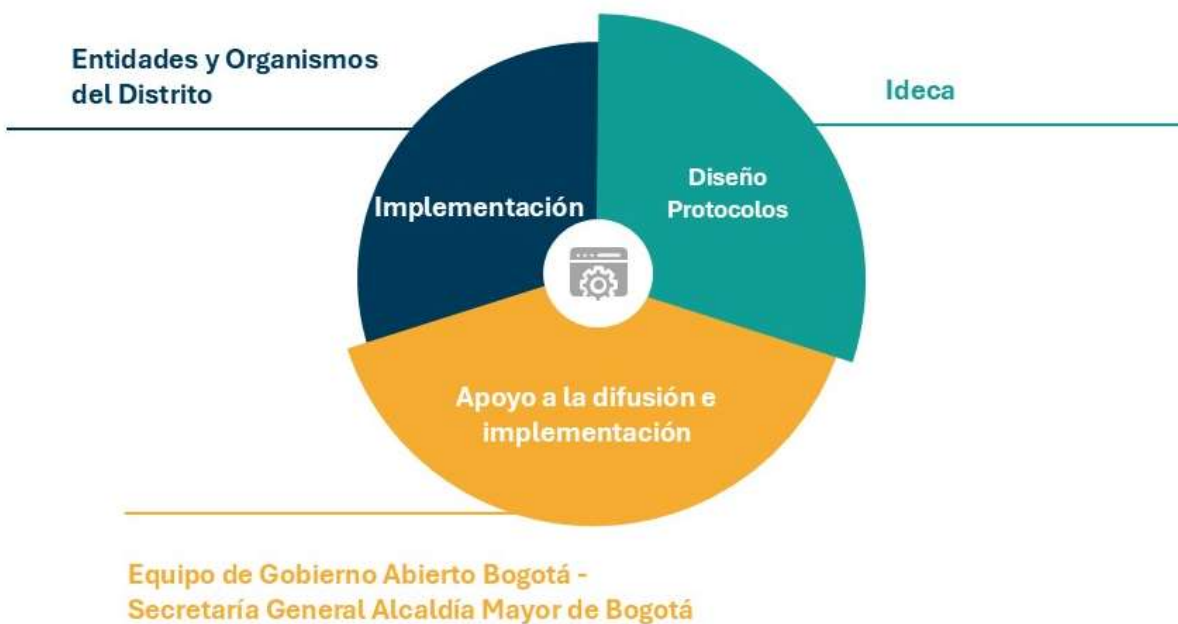 Entidades y Organismos
del Distrito
Ideca
Implementación
Diseño
Protocolos
Apoyo a la difusión e
implementación
Equipo de Gobierno Abierto Bogotá -
Secretaría General Alcaldía Mayor de Bogotá